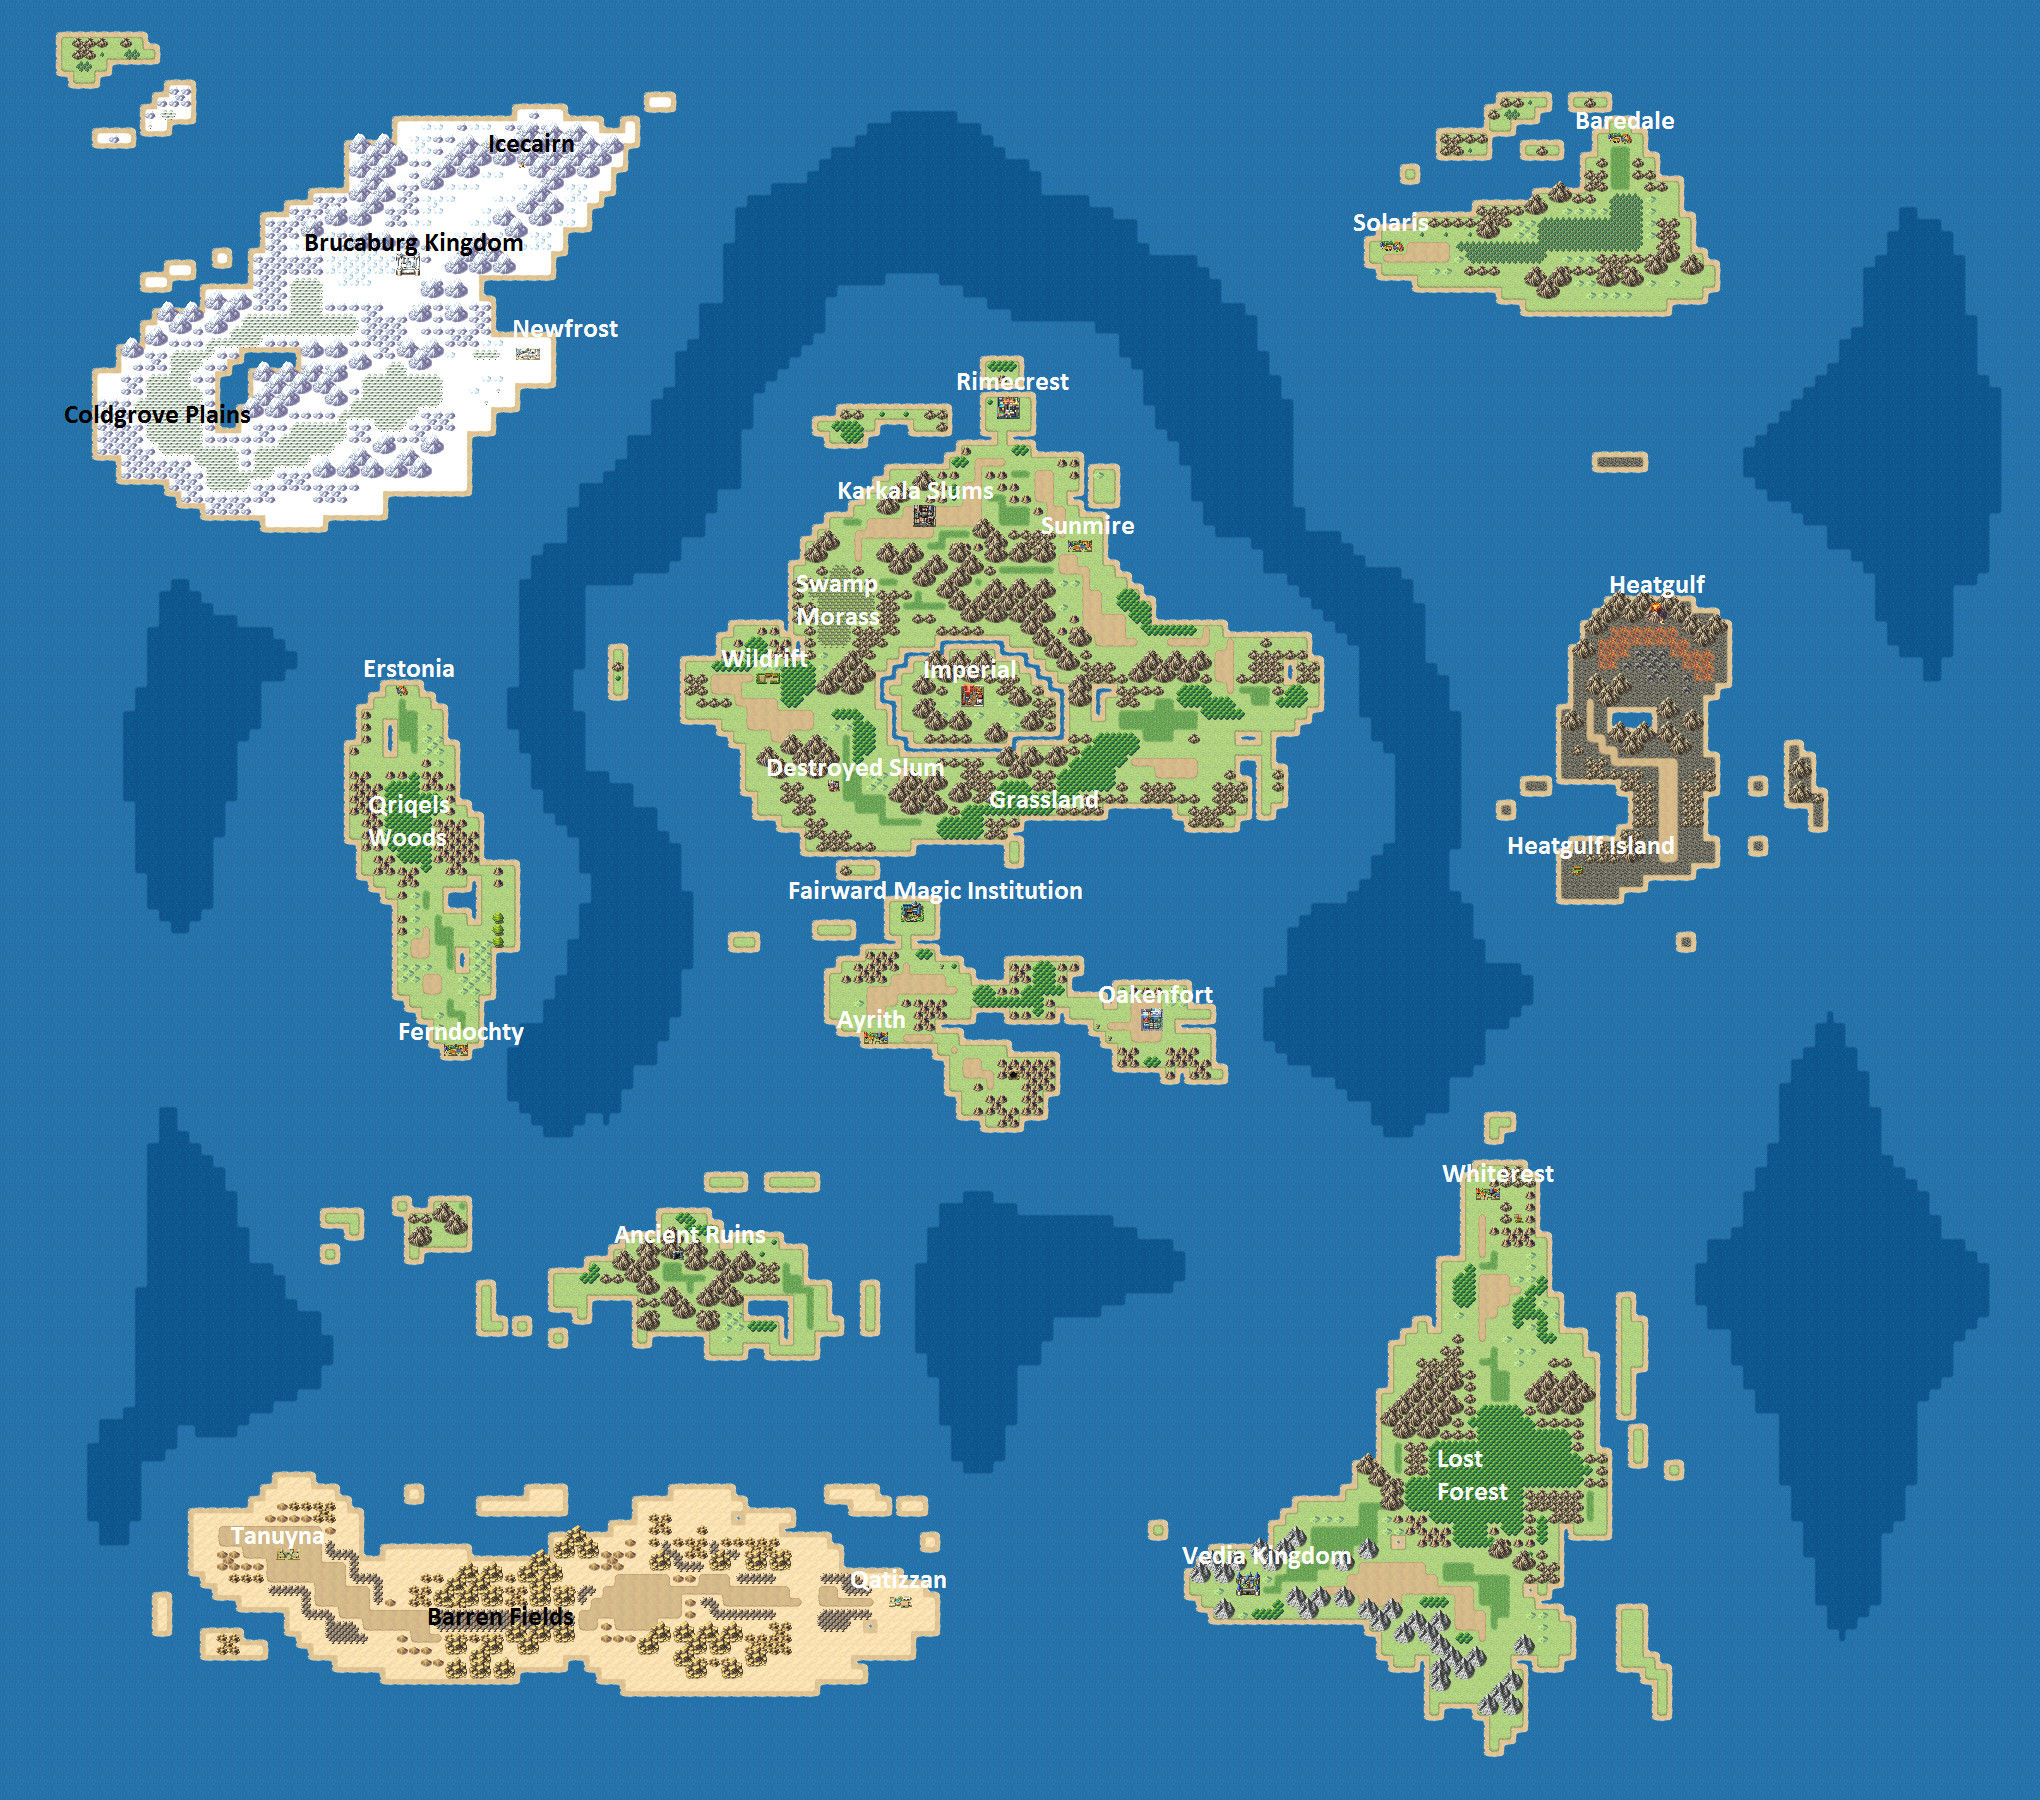 Baredale
Icecairn
Solaris
Brucaburg Kingdom
Newfrost
Rimecrest
Coldgrove Plains
Karkala Slums
Sunmire
Swamp
Morass
Heatgulf
Wildrift
Erstonia
Imperial
Destroyed Slum
Grassland
Qriqels
Woods
Heatgulf Island
Fairward Magic Institution
Oakenfort
Ayrith
Ferndochty
Whiterest
Ancient Ruins
Lost
Forest
Tanuyna
Vedia Kingdom
Qatizzan
Barren Fields